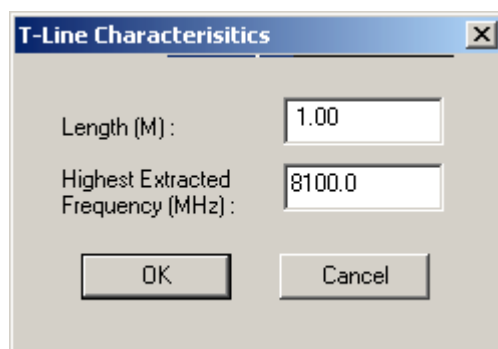 T-Line Characterisitics
Length (M) :
1.00
Highest Extracted
Frequency (MHz) :
8100.0
OK
Cancel